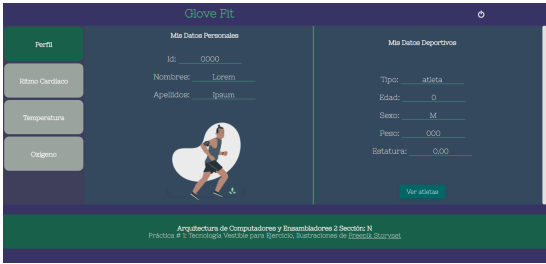 Glove Fit
Perfil
Ritmo Cardiaco
Temperatura
Oxigeno
Mis Datos Personales
Id: 0000
Nombres: Lorem
Apellidos: Ipsum
Mis Datos Deportivos
Tipo: atleta
Edad: 0
Sexo: M
Peso: 000
Estatura: 0.00
Ver atletas
Arquitectura de Computadores y Ensambladores 2 Sección: N
Práctica # 1: Tecnología Vestible para Ejercicio, Ilustraciones de Freepik Storyset